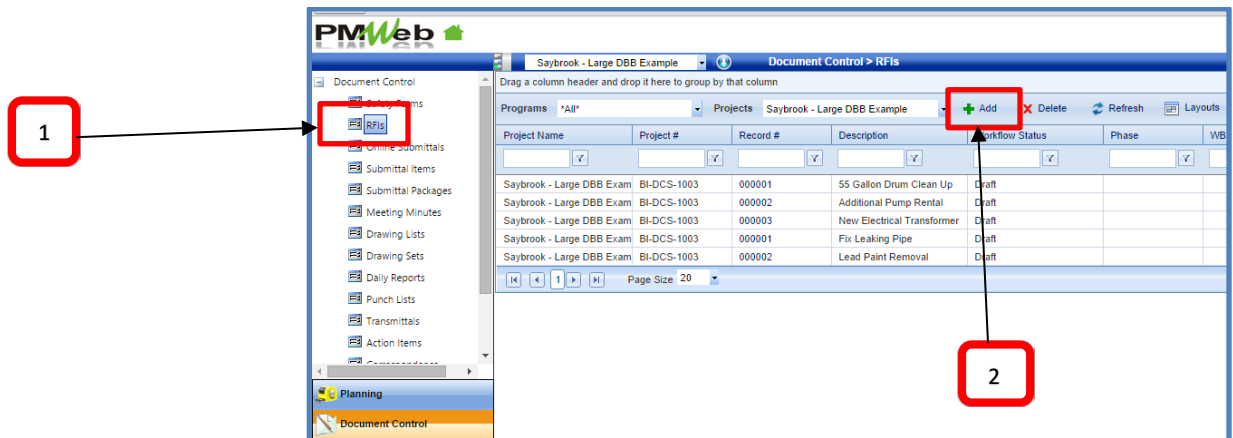 PMWeb
Saybrook - Large DBB Example
Document Control > RFIs
Document Control
Safety Forms
RFIs
Online Submittals
Submittal Items
Submittal Packages
Meeting Minutes
Drawing Lists
Drawing Sets
Daily Reports
Punch Lists
Transmittals
Action Items
Correspondence
Planning
Document Control
Drag a column header and drop it here to group by that column
Programs *All* Projects Saybrook - Large DBB Example Add Delete Refresh Layouts
Project Name Project # Record # Description Workflow Status Phase WB
Saybrook - Large DBB Exam BI-DCS-1003 000001 55 Gallon Drum Clean Up Draft
Saybrook - Large DBB Exam BI-DCS-1003 000002 Additional Pump Rental Draft
Saybrook - Large DBB Exam BI-DCS-1003 000003 New Electrical Transformer Draft
Saybrook - Large DBB Exam BI-DCS-1003 000001 Fix Leaking Pipe Draft
Saybrook - Large DBB Exam BI-DCS-1003 000002 Lead Paint Removal Draft
1 Page Size 20
1
2